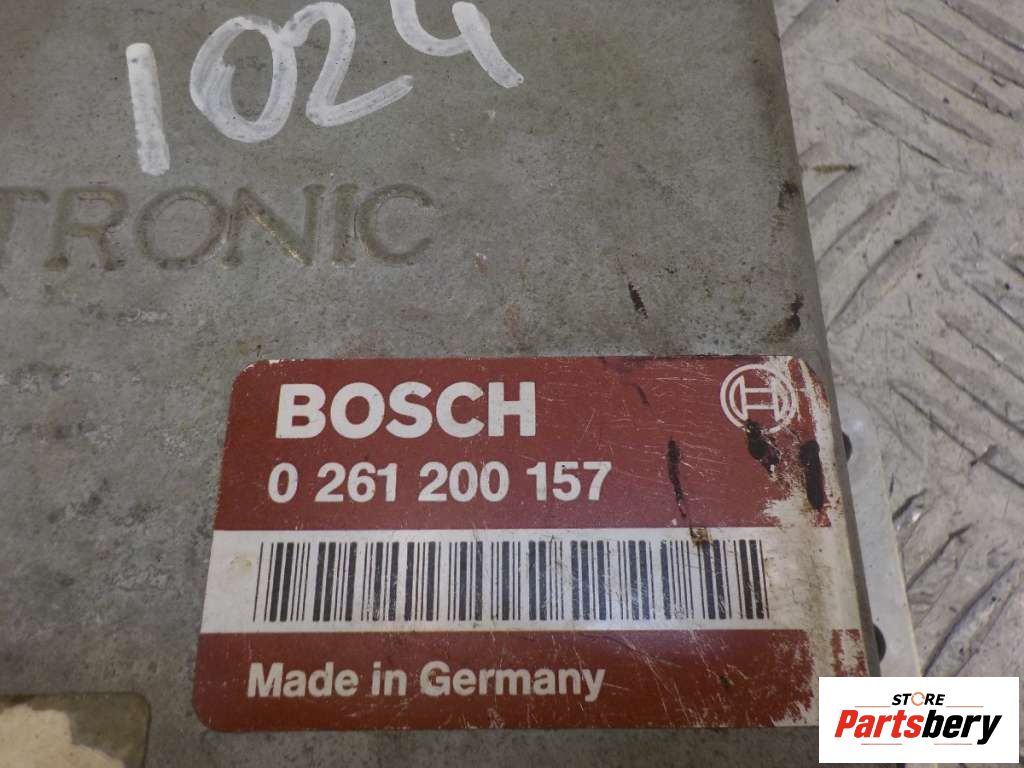 1024
TRONIC
BOSCH
0 261 200 157
Made in Germany
STORE
Partsbery